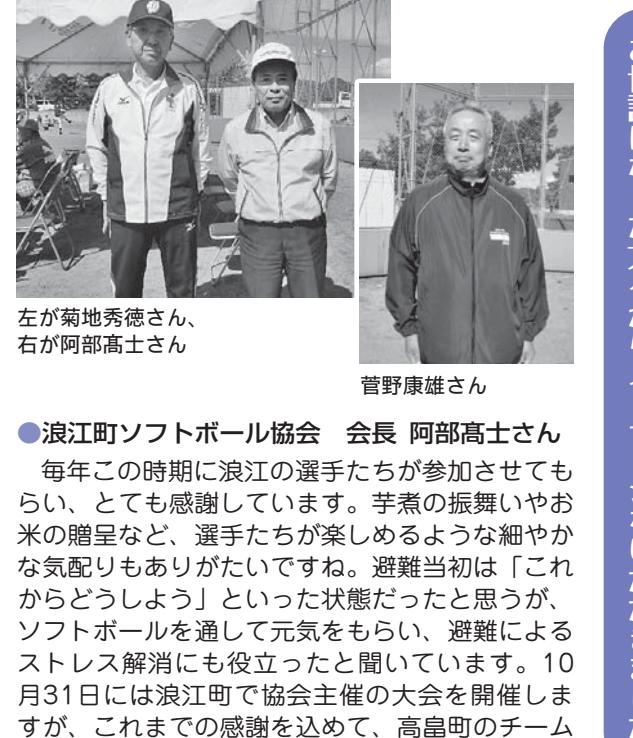 左が菊地秀徳さん、
右が阿部髙士さん
菅野康雄さん
●浪江町ソフトボール協会　会長 阿部髙士さん
　毎年この時期に浪江の選手たちが参加させても
らい、とても感謝しています。芋煮の振舞いやお
米の贈呈など、選手たちが楽しめるような細やか
な気配りもありがたいですね。避難当初は「これ
からどうしよう」といった状態だったと思うが、
ソフトボールを通して元気をもらい、避難による
ストレス解消にも役立ったと聞いています。10
月31日には浪江町で協会主催の大会を開催しま
すが、これまでの感謝を込めて、高畠町のチーム